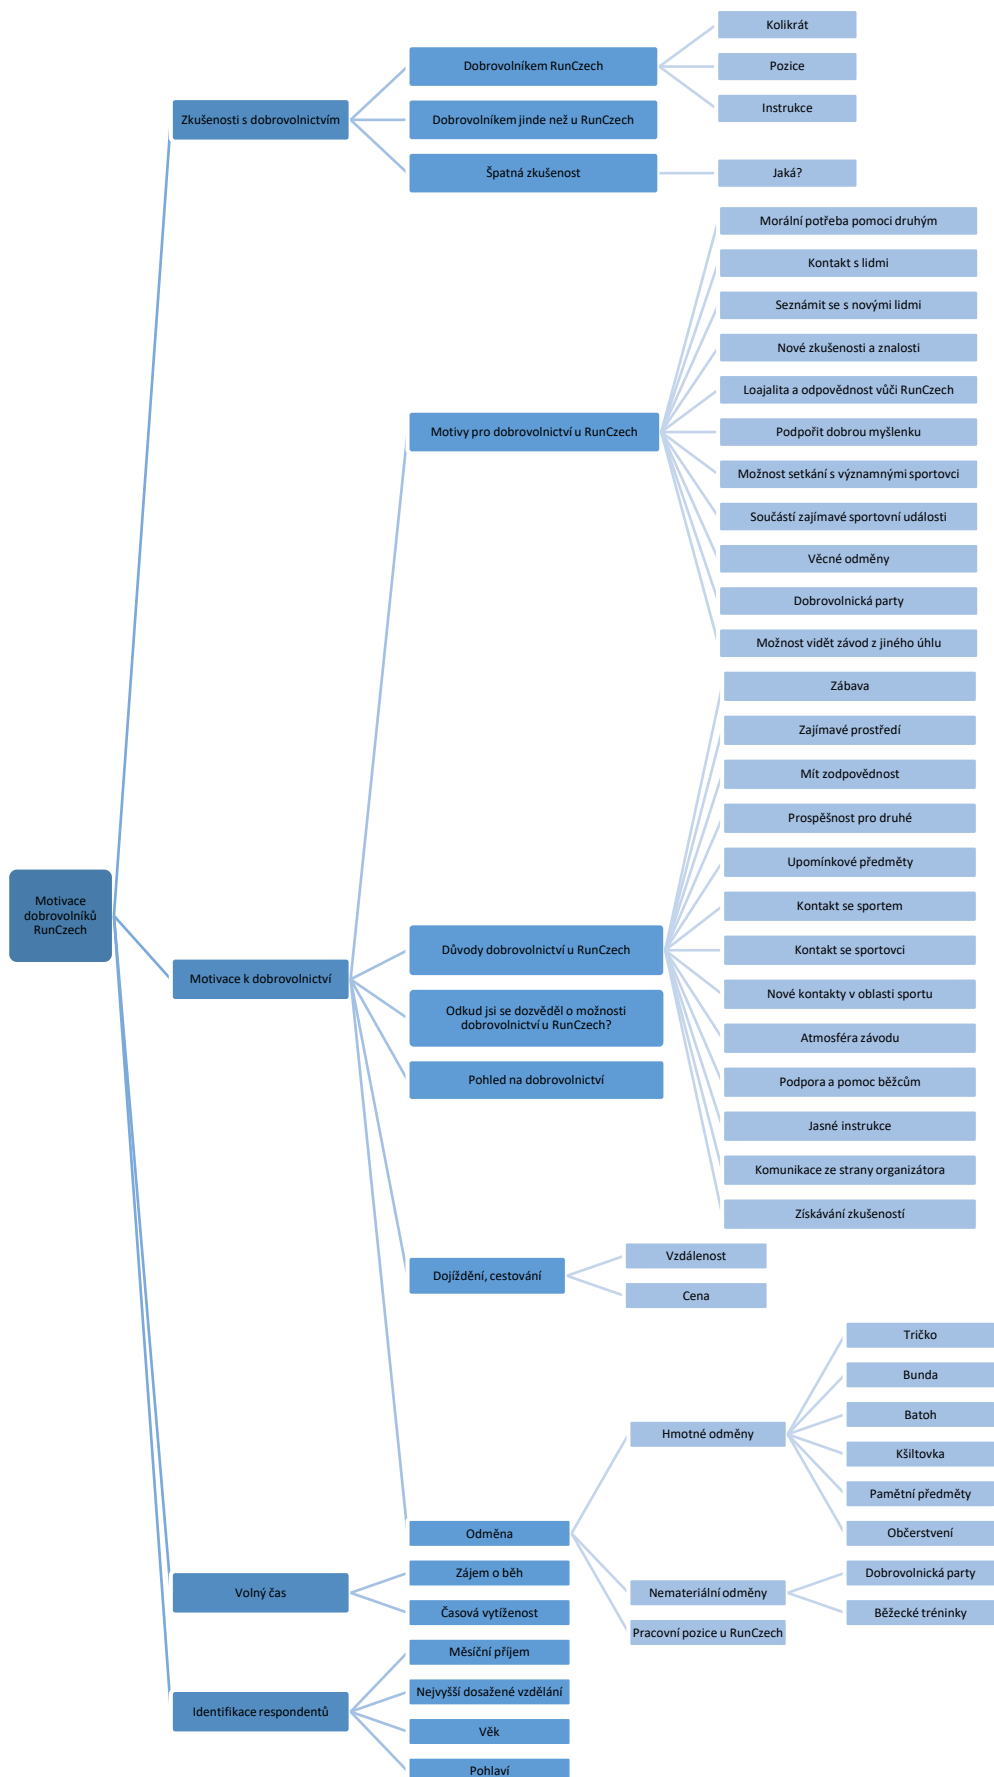 Motivace
dobrovolníků
RunCzech
Zkušenosti s dobrovolnictvím
Dobrovolníkem RunCzech
Kolikrát
Pozice
Instrukce
Dobrovolníkem jinde než u RunCzech
Špatná zkušenost
Jaká?
Motivace k dobrovolnictví
Motivy pro dobrovolnictví u RunCzech
Morální potřeba pomoci druhým
Kontakt s lidmi
Seznámit se s novými lidmi
Nové zkušenosti a znalosti
Loajalita a odpovědnost vůči RunCzech
Podpořit dobrou myšlenku
Možnost setkání s významnými sportovci
Součástí zajímavé sportovní události
Věcné odměny
Dobrovolnická party
Možnost vidět závod z jiného úhlu
Důvody dobrovolnictví u RunCzech
Zábava
Zajímavé prostředí
Mít zodpovědnost
Prospěšnost pro druhé
Upomínkové předměty
Kontakt se sportem
Kontakt se sportovci
Nové kontakty v oblasti sportu
Atmosféra závodu
Podpora a pomoc běžcům
Jasné instrukce
Komunikace ze strany organizátora
Získávání zkušeností
Odkud jsi se dozvěděl o možnosti
dobrovolnictví u RunCzech?
Pohled na dobrovolnictví
Dojíždění, cestování
Vzdálenost
Cena
Odměna
Hmotné odměny
Tričko
Bunda
Batoh
Kšiltovka
Pamětní předměty
Občerstvení
Nemateriální odměny
Dobrovolnická party
Běžecké tréninky
Pracovní pozice u RunCzech
Volný čas
Zájem o běh
Časová vytíženost
Identifikace respondentů
Měsíční příjem
Nejvyšší dosažené vzdělání
Věk
Pohlaví